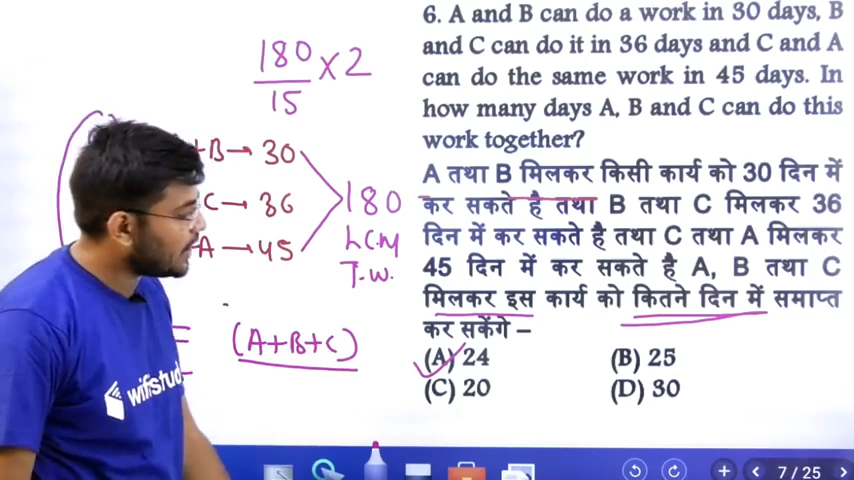 180
15
×2
+B→ 30
C→ 36
A→45
180
LCM
T.W.
=
(A+B+C)
wifistud
6. A and B can do a work in 30 days, B
and C can do it in 36 days and C and A
can do the same work in 45 days. In
how many days A, B and C can do this
work together?
A तथा B मिलकर किसी कार्य को 30 दिन में
कर सकते है तथा B तथा C मिलकर 36
दिन में कर सकते है तथा C तथा A मिलकर
45 दिन में कर सकते है A, B तथा C
मिलकर इस कार्य को कितने दिन में समाप्त
कर सकेंगे –
(A) 24 (B) 25
(C) 20 (D) 30
7 / 25